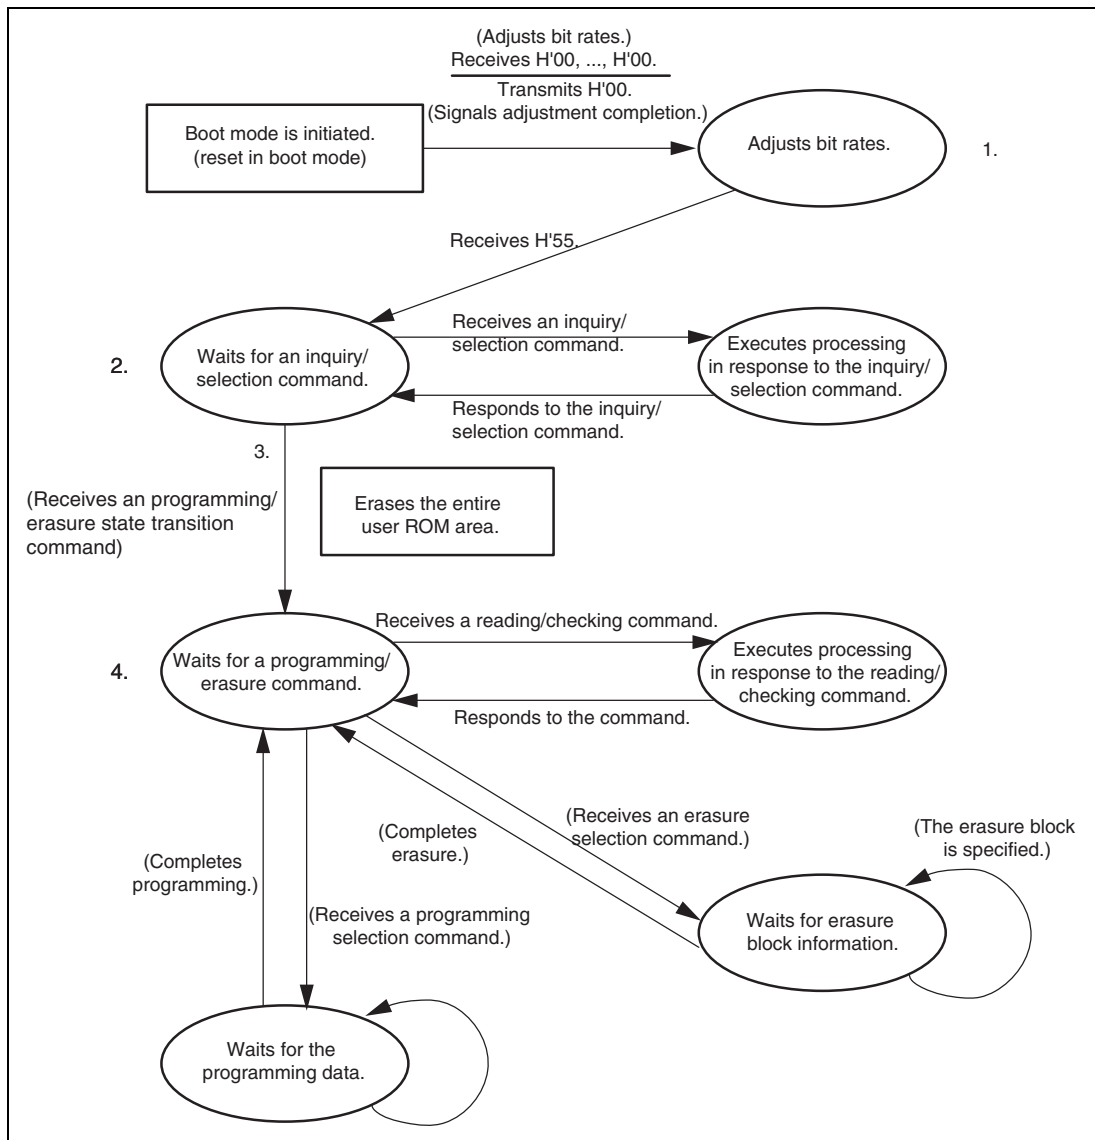 (Adjusts bit rates.)
Receives H'00, ..., H'00.
Transmits H'00.
(Signals adjustment completion.)
Boot mode is initiated.
(reset in boot mode)
Adjusts bit rates.
1.
Receives H'55.
2.
Waits for an inquiry/
selection command.
Receives an inquiry/
selection command.
Executes processing
in response to the inquiry/
selection command.
Responds to the inquiry/
selection command.
3.
(Receives an programming/
erasure state transition
command)
Erases the entire
user ROM area.
4.
Waits for a programming/
erasure command.
Receives a reading/checking command.
Executes processing
in response to the reading/
checking command.
Responds to the command.
(Receives an erasure
selection command.)
(Completes
erasure.)
(The erasure block
is specified.)
(Completes
programming.)
(Receives a programming
selection command.)
Waits for erasure
block information.
Waits for the
programming data.